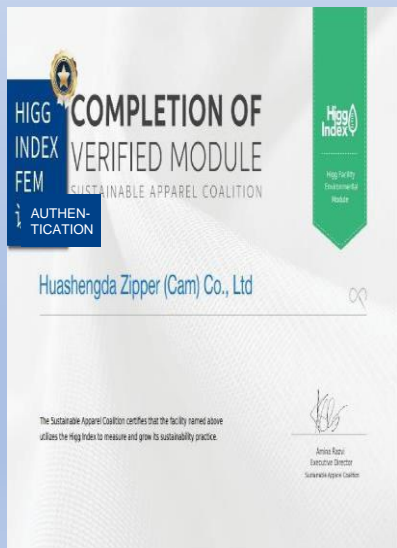 HIGG
INDEX
FEM
AUTHEN-
TICATION
COMPLETION OF
VERIFIED MODULE
SUSTAINABLE APPAREL COALITION
Higg
Index
Higg Facility
Environmental
Module
Huashengda Zipper (Cam) Co., Ltd
The Sustainable Apparel Coalition certifies that the facility named above
utilizes the Higg Index to measure and grow its sustainability practice.
Amina Razvi
Executive Director
Sustainable Apparel Coalition